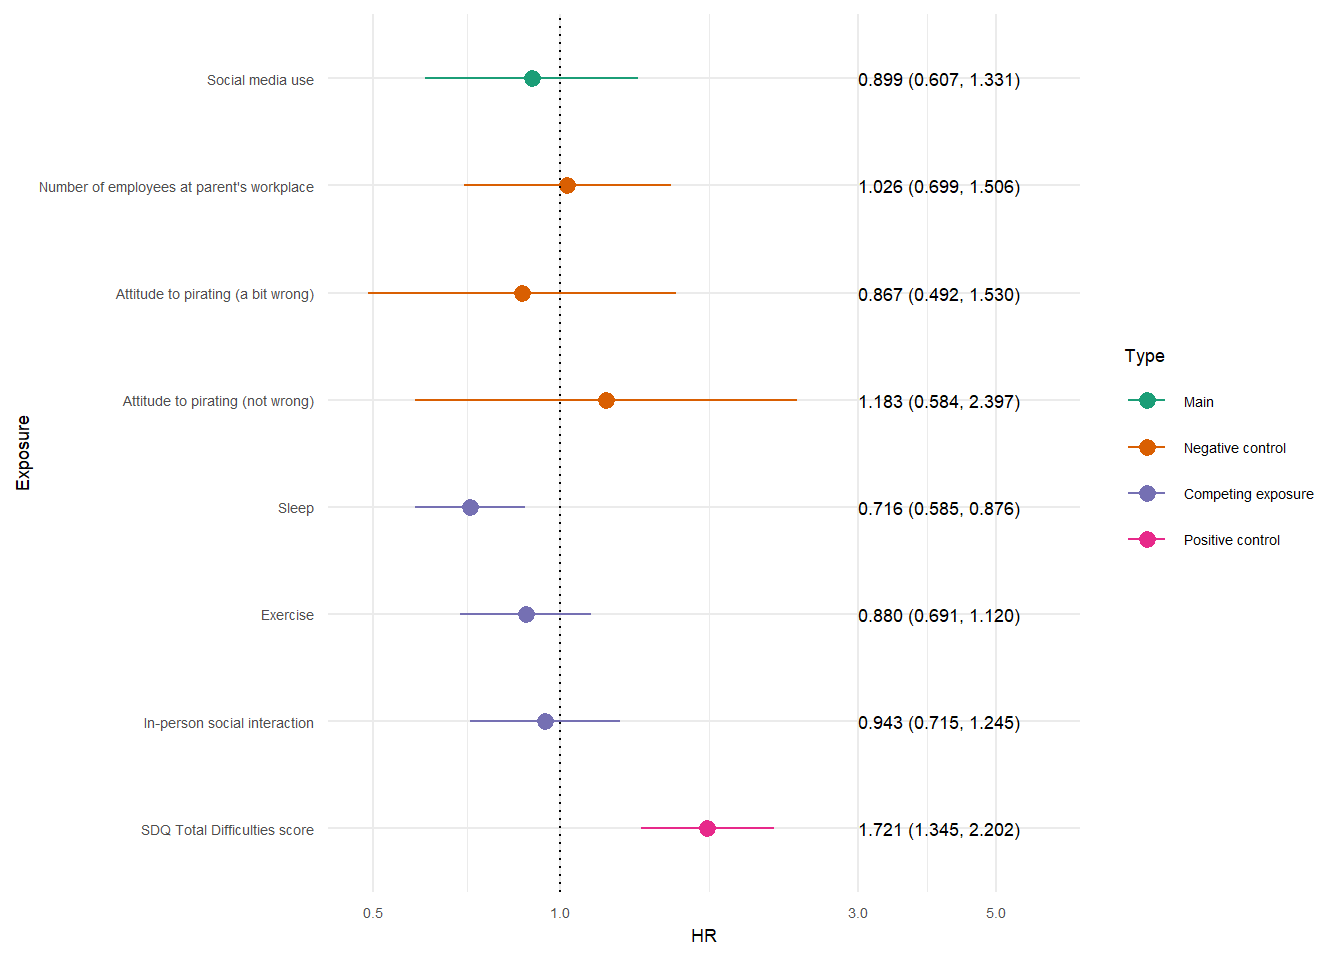 Social media use 0.899 (0.607, 1.331)
Number of employees at parent's workplace 1.026 (0.699, 1.506)
Attitude to pirating (a bit wrong) 0.867 (0.492, 1.530)
Attitude to pirating (not wrong) 1.183 (0.584, 2.397)
Sleep 0.716 (0.585, 0.876)
Exercise 0.880 (0.691, 1.120)
In-person social interaction 0.943 (0.715, 1.245)
SDQ Total Difficulties score 1.721 (1.345, 2.202)
Exposure
0.5 1.0 3.0 5.0
HR
Type
Main
Negative control
Competing exposure
Positive control